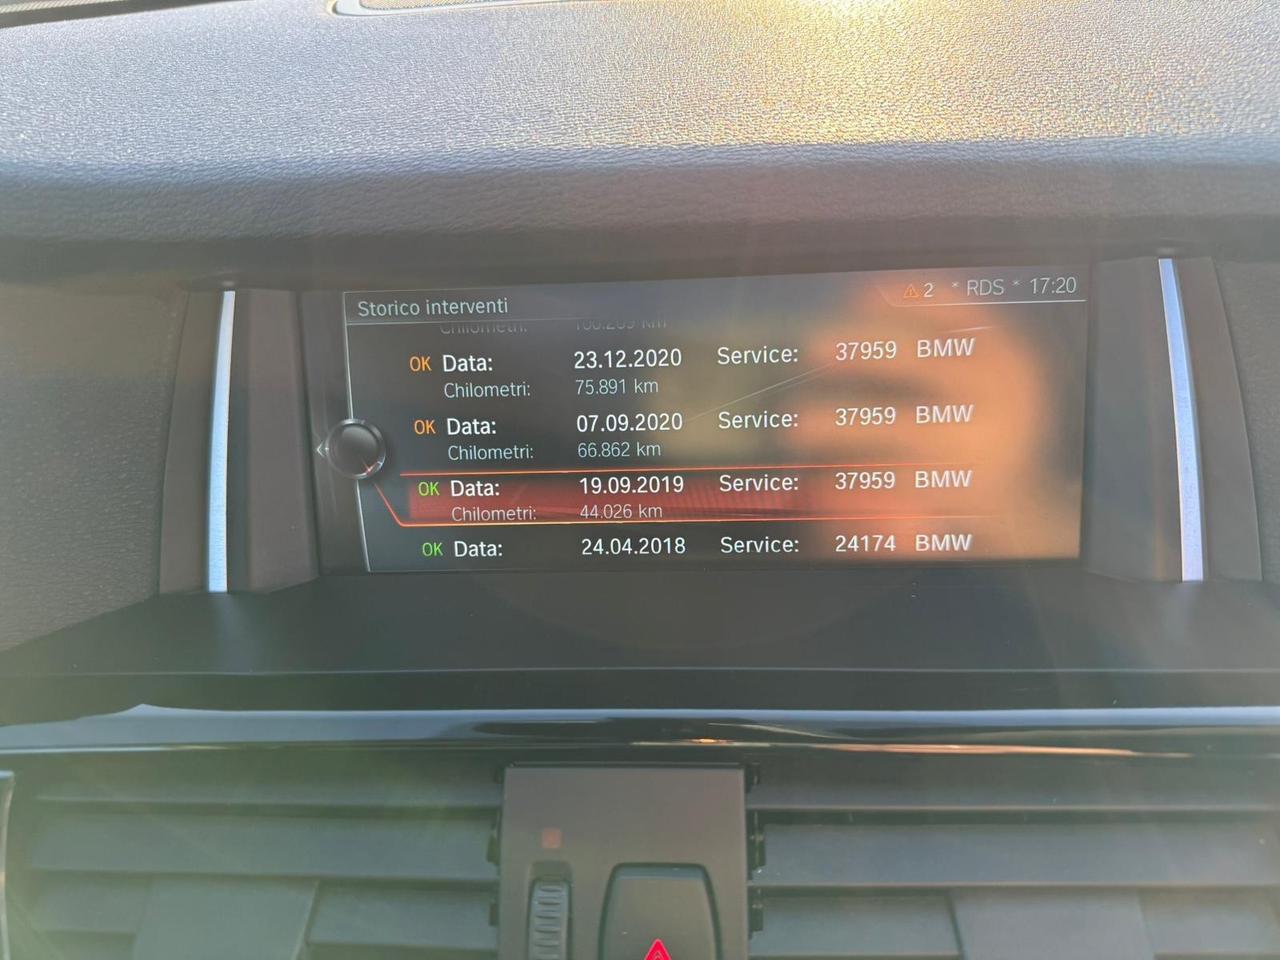 Storico interventi
2 * RDS * 17:20
Chilometri:
OK Data: 23.12.2020 Service: 37959 BMW
Chilometri: 75.891 km
OK Data: 07.09.2020 Service: 37959 BMW
Chilometri: 66.862 km
OK Data: 19.09.2019 Service: 37959 BMW
Chilometri: 44.026 km
OK Data: 24.04.2018 Service: 24174 BMW